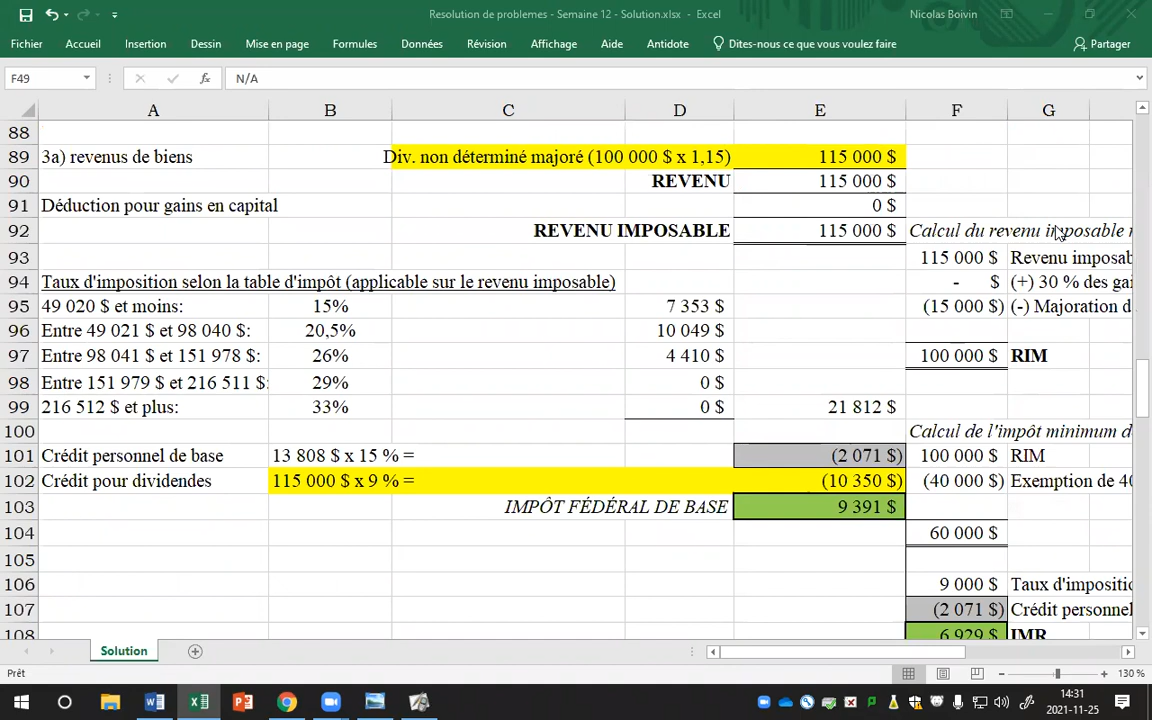 Resolution de problemes - Semaine 12 - Solution.xlsx - Excel
Nicolas Boivin
Fichier Accueil Insertion Dessin Mise en page Formules Données Révision Affichage Aide Antidote Dites-nous ce que vous voulez faire Partager
F49 fx N/A
A B C D E F G
88
89 3a) revenus de biens Div. non déterminé majoré (100 000 $ x 1,15) 115 000 $
90 REVENU 115 000 $
91 Déduction pour gains en capital 0 $
92 REVENU IMPOSABLE 115 000 $ Calcul du revenu imposable
93 115 000 $ Revenu imposab
94 Taux d'imposition selon la table d'impôt (applicable sur le revenu imposable) - $ (+) 30 % des gai
95 49 020 $ et moins: 15% 7 353 $ (15 000 $) (-) Majoration d
96 Entre 49 021 $ et 98 040 $: 20,5% 10 049 $
97 Entre 98 041 $ et 151 978 $: 26% 4 410 $ 100 000 $ RIM
98 Entre 151 979 $ et 216 511 $: 29% 0 $
99 216 512 $ et plus: 33% 0 $ 21 812 $
100 Calcul de l'impôt minimum d
101 Crédit personnel de base 13 808 $ x 15 % = (2 071 $) 100 000 $ RIM
102 Crédit pour dividendes 115 000 $ x 9 % = (10 350 $) (40 000 $) Exemption de 40
103 IMPÔT FÉDÉRAL DE BASE 9 391 $
104 60 000 $
105
106 9 000 $ Taux d'impositio
107 (2 071 $) Crédit personnel
108 6 929 $ IMR
Solution
Prêt 130 %
14:31
2021-11-25